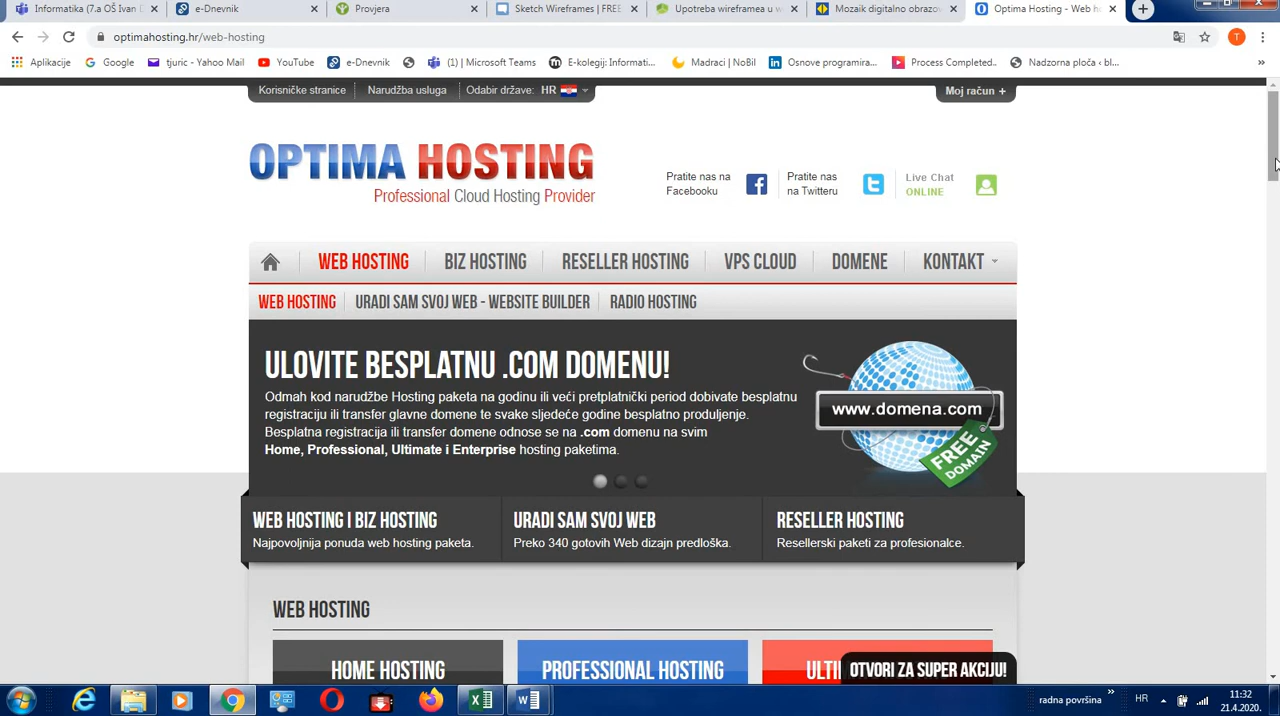 Informatika (7.a OŠ Ivan D
e-Dnevnik
Provjera
Sketch Wireframes | FREE
Upotreba wireframea u w
Mozaik digitalno obrazov
Optima Hosting - Web h
optimahosting.hr/web-hosting
T
Aplikacije
Google
tjuric - Yahoo Mail
YouTube
e-Dnevnik
(1) | Microsoft Teams
E-kolegij: Informati...
Madraci / NoBil
Osnove programira...
Process Completed..
Nadzorna ploča ‹ bl...
»
Korisničke stranice
Narudžba usluga
Odabir države: HR
Moj račun +
OPTIMA HOSTING
Professional Cloud Hosting Provider
Pratite nas na
Facebooku
Pratite nas
na Twitteru
Live Chat
ONLINE
WEB HOSTING
BIZ HOSTING
RESELLER HOSTING
VPS CLOUD
DOMENE
KONTAKT
WEB HOSTING
URADI SAM SVOJ WEB - WEBSITE BUILDER
RADIO HOSTING
ULOVITE BESPLATNU .COM DOMENU!
Odmah kod narudžbe Hosting paketa na godinu ili veći pretplatnički period dobivate besplatnu
registraciju ili transfer glavne domene te svake sljedeće godine besplatno produljenje.
Besplatna registracija ili transfer domene odnose se na .com domenu na svim
Home, Professional, Ultimate i Enterprise hosting paketima.
www.domena.com
FREE
DOMAIN
WEB HOSTING I BIZ HOSTING
Najpovoljnija ponuda web hosting paketa.
URADI SAM SVOJ WEB
Preko 340 gotovih Web dizajn predloška.
RESELLER HOSTING
Resellerski paketi za profesionalce.
WEB HOSTING
HOME HOSTING
PROFESSIONAL HOSTING
ULTI
OTVORI ZA SUPER AKCIJU!
radna površina
»
HR
11:32
21.4.2020.